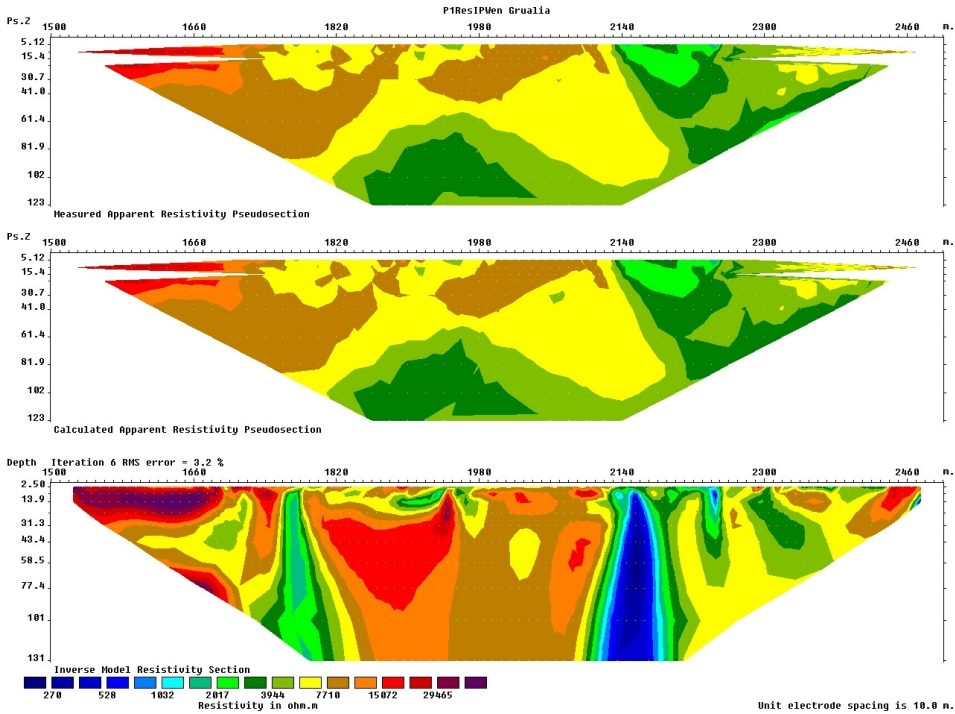 P1ResIPWen Grualia
Ps.Z 1500 1660 1820 1980 2140 2300 2460 m.
5.12
15.4
30.7
41.0
61.4
81.9
102
123
Measured Apparent Resistivity Pseudosection
Ps.Z 1500 1660 1820 1980 2140 2300 2460 m.
5.12
15.4
30.7
41.0
61.4
81.9
102
123
Calculated Apparent Resistivity Pseudosection
Depth Iteration 6 RMS error = 3.2 %
1500 1660 1820 1980 2140 2300 2460 m.
2.50
13.9
31.3
43.4
58.5
77.4
101
131
Inverse Model Resistivity Section
270 528 1032 2017 3944 7710 15072 29465
Resistivity in ohm.m Unit electrode spacing is 10.0 m.